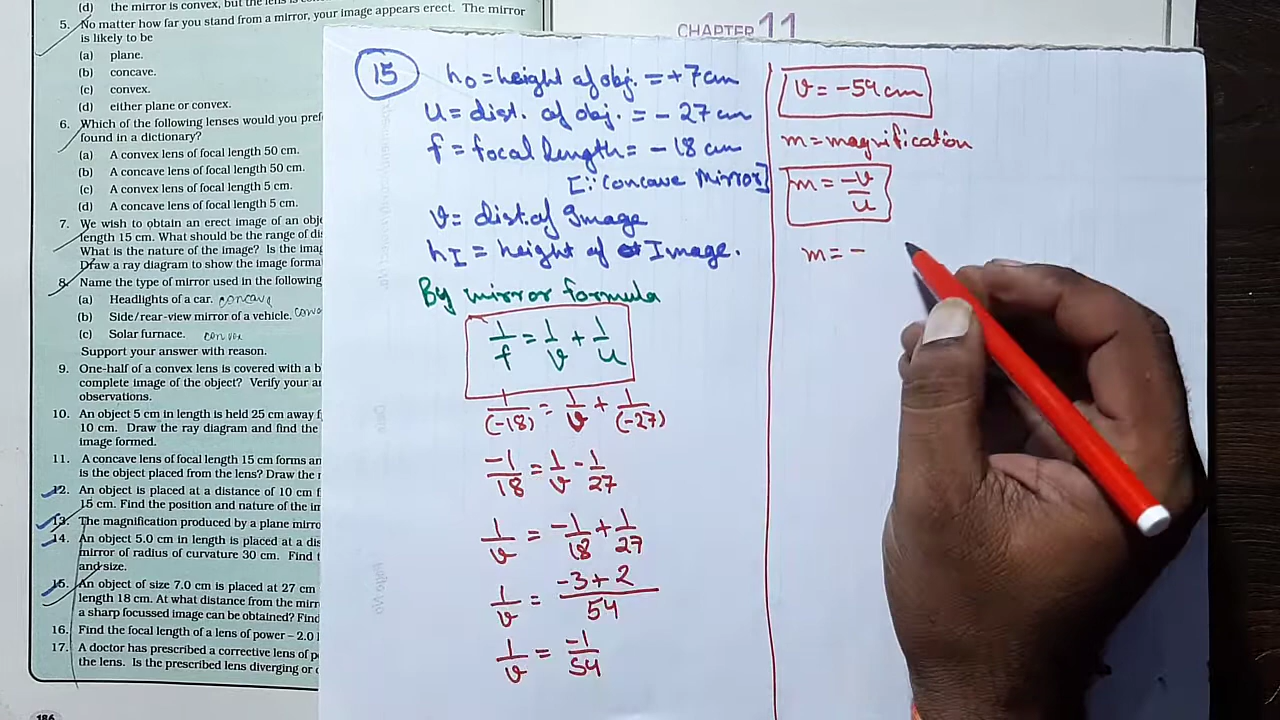 (d) the mirror is convex, but the lens is
5. No matter how far you stand from a mirror, your image appears erect. The mirror
is likely to be
(a) plane.
(b) concave.
(c) convex.
(d) either plane or convex.
6. Which of the following lenses would you pref
found in a dictionary?
(a) A convex lens of focal length 50 cm.
(b) A concave lens of focal length 50 cm.
(c) A convex lens of focal length 5 cm.
(d) A concave lens of focal length 5 cm.
7. We wish to obtain an erect image of an obje
length 15 cm. What should be the range of dis
What is the nature of the image? Is the imag
Draw a ray diagram to show the image forma
8. Name the type of mirror used in the following
(a) Headlights of a car. concave
(b) Side/rear-view mirror of a vehicle.
(c) Solar furnace. convex
Support your answer with reason.
9. One-half of a convex lens is covered with a b
complete image of the object? Verify your an
observations.
10. An object 5 cm in length is held 25 cm away f
10 cm. Draw the ray diagram and find the
image formed.
11. A concave lens of focal length 15 cm forms an
is the object placed from the lens? Draw the r
12. An object is placed at a distance of 10 cm f
15 cm. Find the position and nature of the im
13. The magnification produced by a plane mirro
14. An object 5.0 cm in length is placed at a dis
mirror of radius of curvature 30 cm. Find t
and size.
15. An object of size 7.0 cm is placed at 27 cm
length 18 cm. At what distance from the mirr
a sharp focussed image can be obtained? Find
16. Find the focal length of a lens of power – 2.0
17. A doctor has prescribed a corrective lens of p
the lens. Is the prescribed lens diverging or c
186
CHAPTER 11
15
hO = height of obj. = +7cm
u = dist. of obj. = - 27cm
f = focal length = - 18 cm
[∵ Concave Mirror]
v = dist. of Image
hI = height of Image.
By mirror formula
1/f = 1/v + 1/u
1/(-18) = 1/v + 1/(-27)
-1/18 = 1/v - 1/27
1/v = -1/18 + 1/27
1/v = -3+2/54
1/v = -1/54
v = -54 cm
m = magnification
m = -v/u
m = -